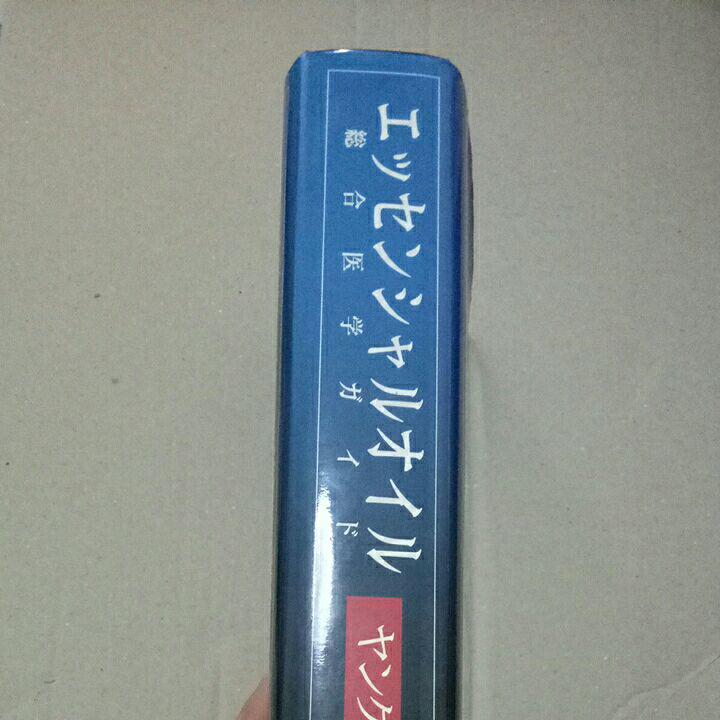 エッセンシャルオイル
総合医学ガイド
ヤング